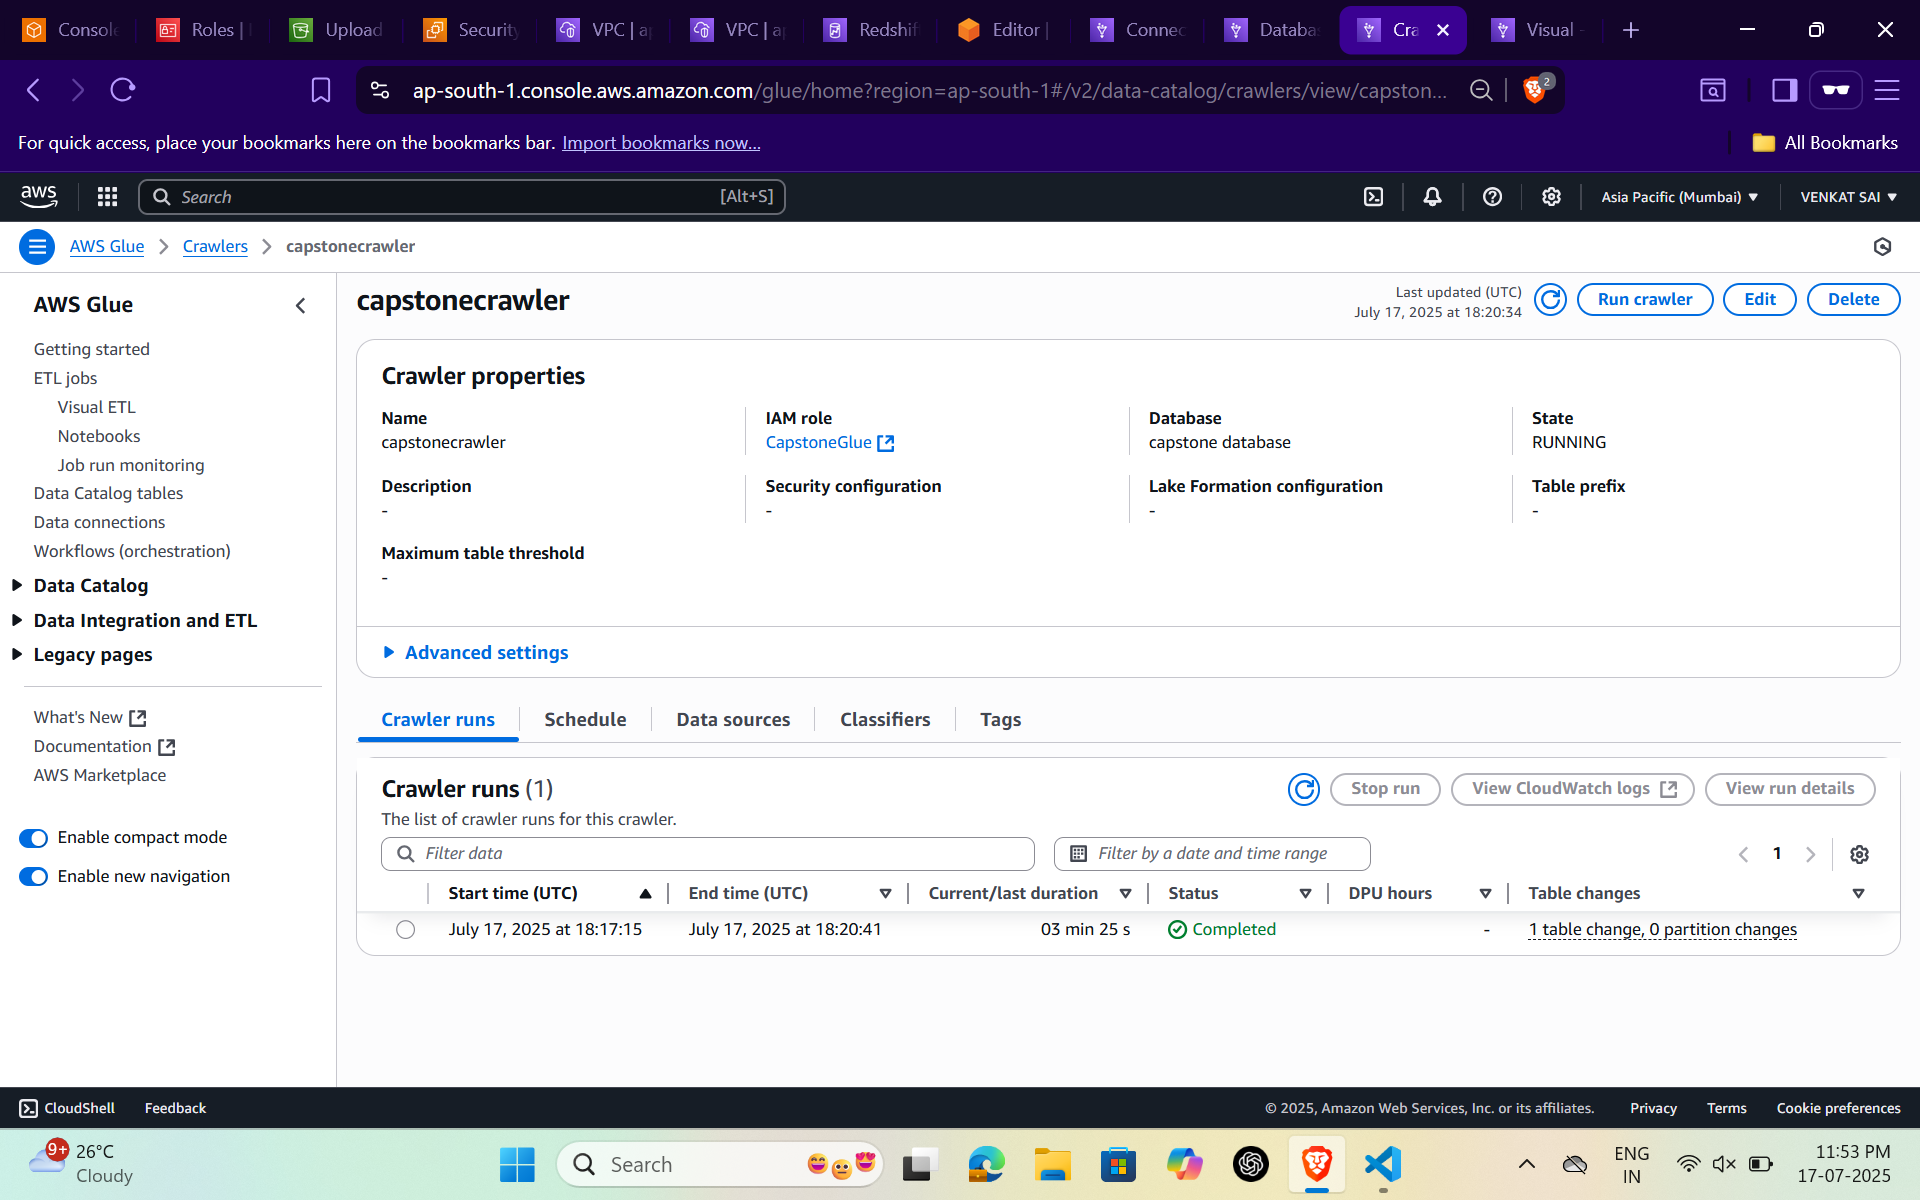 Console
Roles |
Upload
Security
VPC | a
VPC | a
Redshif
Editor |
Connec
Databa
Cra
Visual
ap-south-1.console.aws.amazon.com/glue/home?region=ap-south-1#/v2/data-catalog/crawlers/view/capston...
2
For quick access, place your bookmarks here on the bookmarks bar. Import bookmarks now...
All Bookmarks
aws
Search
[Alt+S]
Asia Pacific (Mumbai)
VENKAT SAI
AWS Glue
Crawlers
capstonecrawler
AWS Glue
Getting started
ETL jobs
Visual ETL
Notebooks
Job run monitoring
Data Catalog tables
Data connections
Workflows (orchestration)
Data Catalog
Data Integration and ETL
Legacy pages
What's New
Documentation
AWS Marketplace
Enable compact mode
Enable new navigation
capstonecrawler
Last updated (UTC)
July 17, 2025 at 18:20:34
Run crawler
Edit
Delete
Crawler properties
Name
capstonecrawler
IAM role
CapstoneGlue
Database
capstone database
State
RUNNING
Description
-
Security configuration
-
Lake Formation configuration
-
Table prefix
-
Maximum table threshold
-
Advanced settings
Crawler runs
Schedule
Data sources
Classifiers
Tags
Crawler runs (1)
The list of crawler runs for this crawler.
Stop run
View CloudWatch logs
View run details
Filter data
Filter by a date and time range
1
Start time (UTC)
End time (UTC)
Current/last duration
Status
DPU hours
Table changes
July 17, 2025 at 18:17:15
July 17, 2025 at 18:20:41
03 min 25 s
Completed
-
1 table change, 0 partition changes
CloudShell
Feedback
© 2025, Amazon Web Services, Inc. or its affiliates.
Privacy
Terms
Cookie preferences
9+
26°C
Cloudy
Search
ENG
IN
11:53 PM
17-07-2025